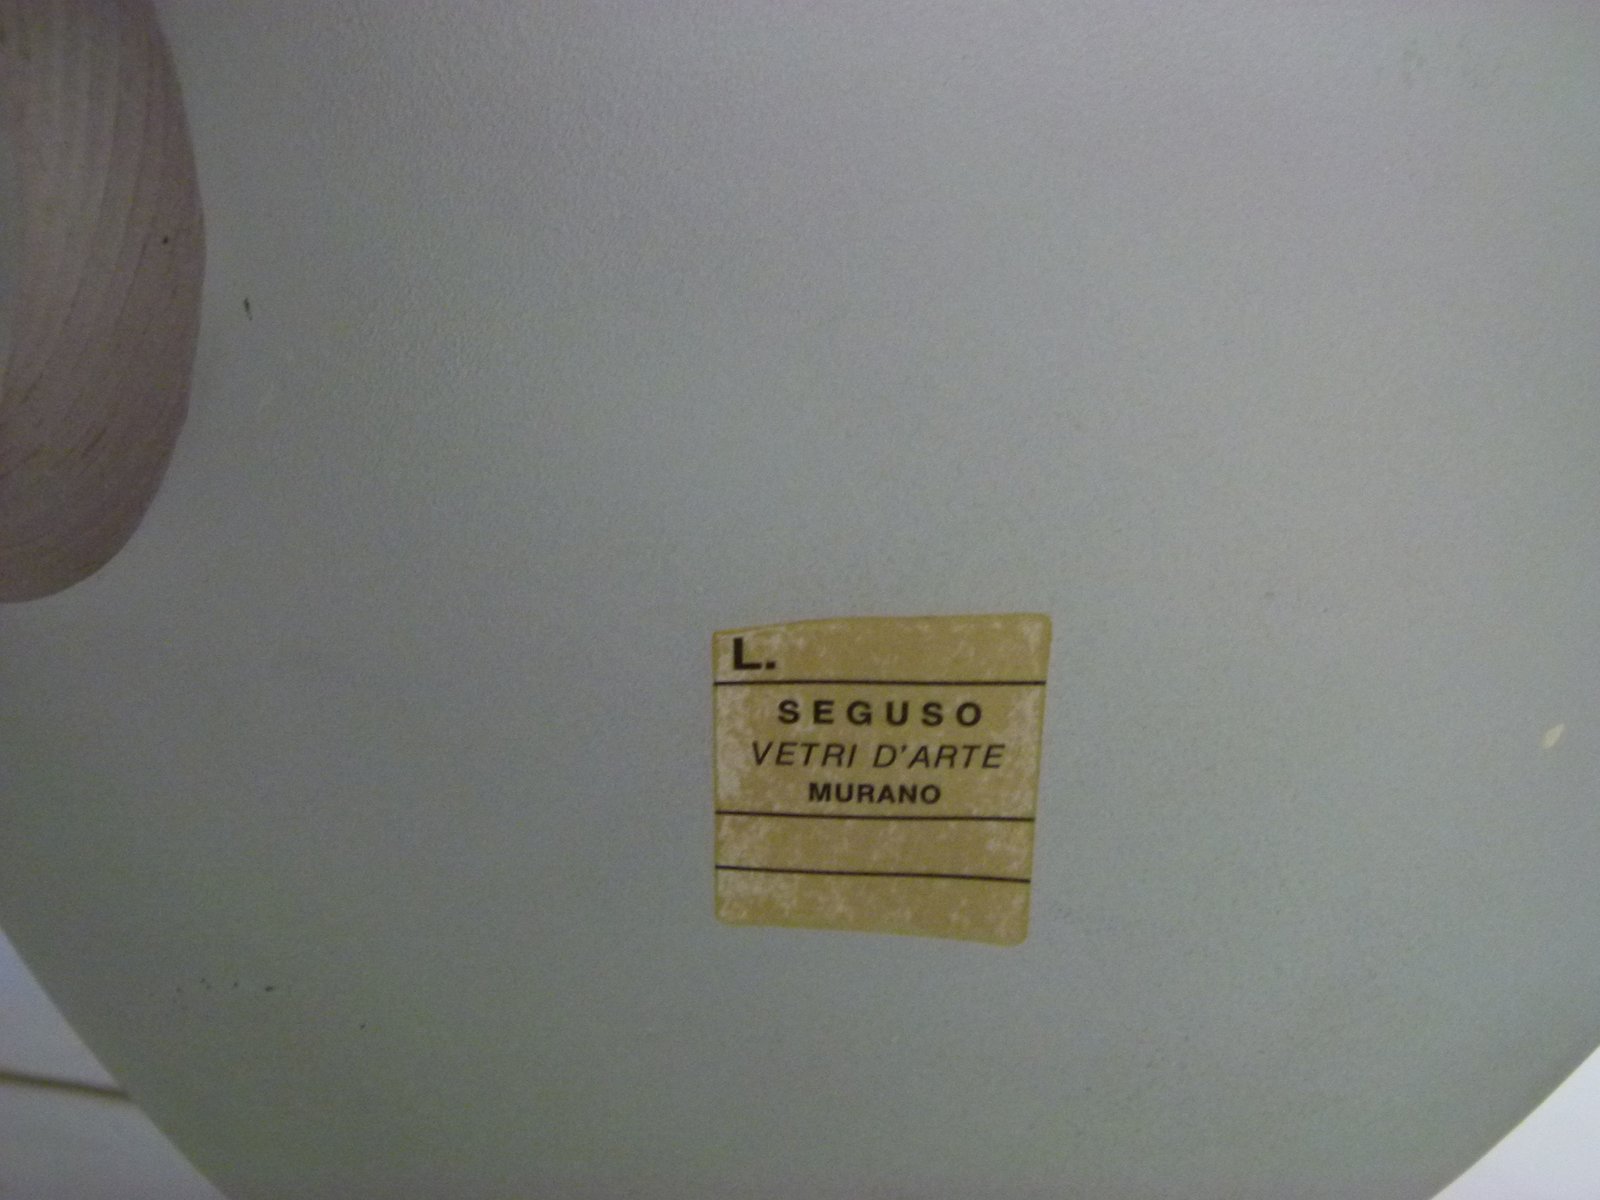 L.
SEGUSO
VETRI D'ARTE
MURANO